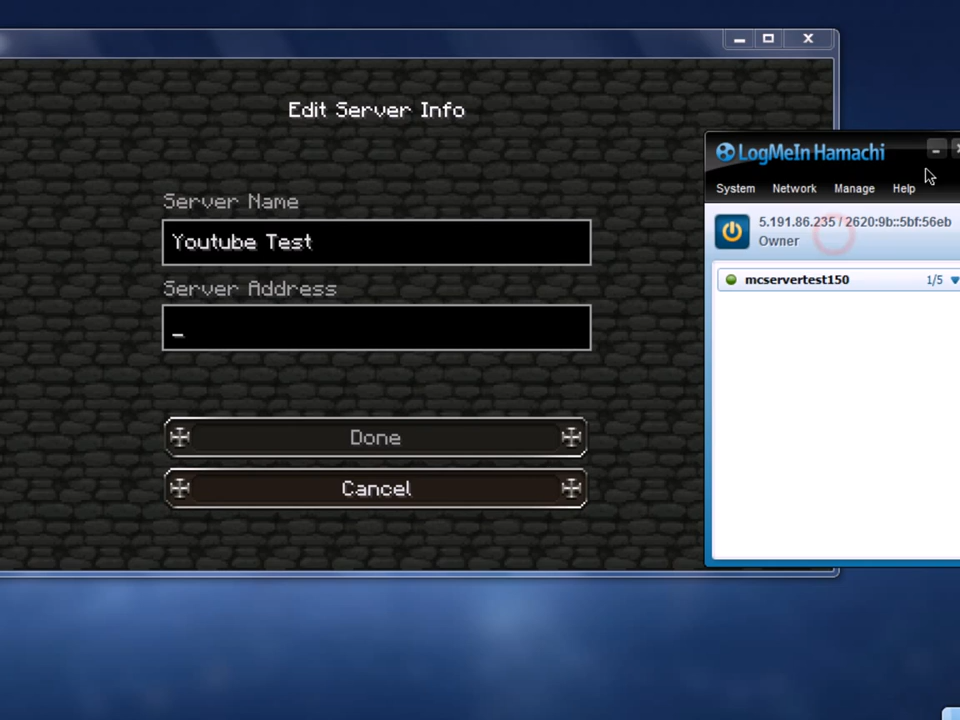 Edit Server Info
Server Name
Youtube Test
Server Address
_
Done
Cancel
LogMeIn Hamachi
System Network Manage Help
5.191.86.235 / 2620:9b::5bf:56eb
Owner
mcservertest150 1/5